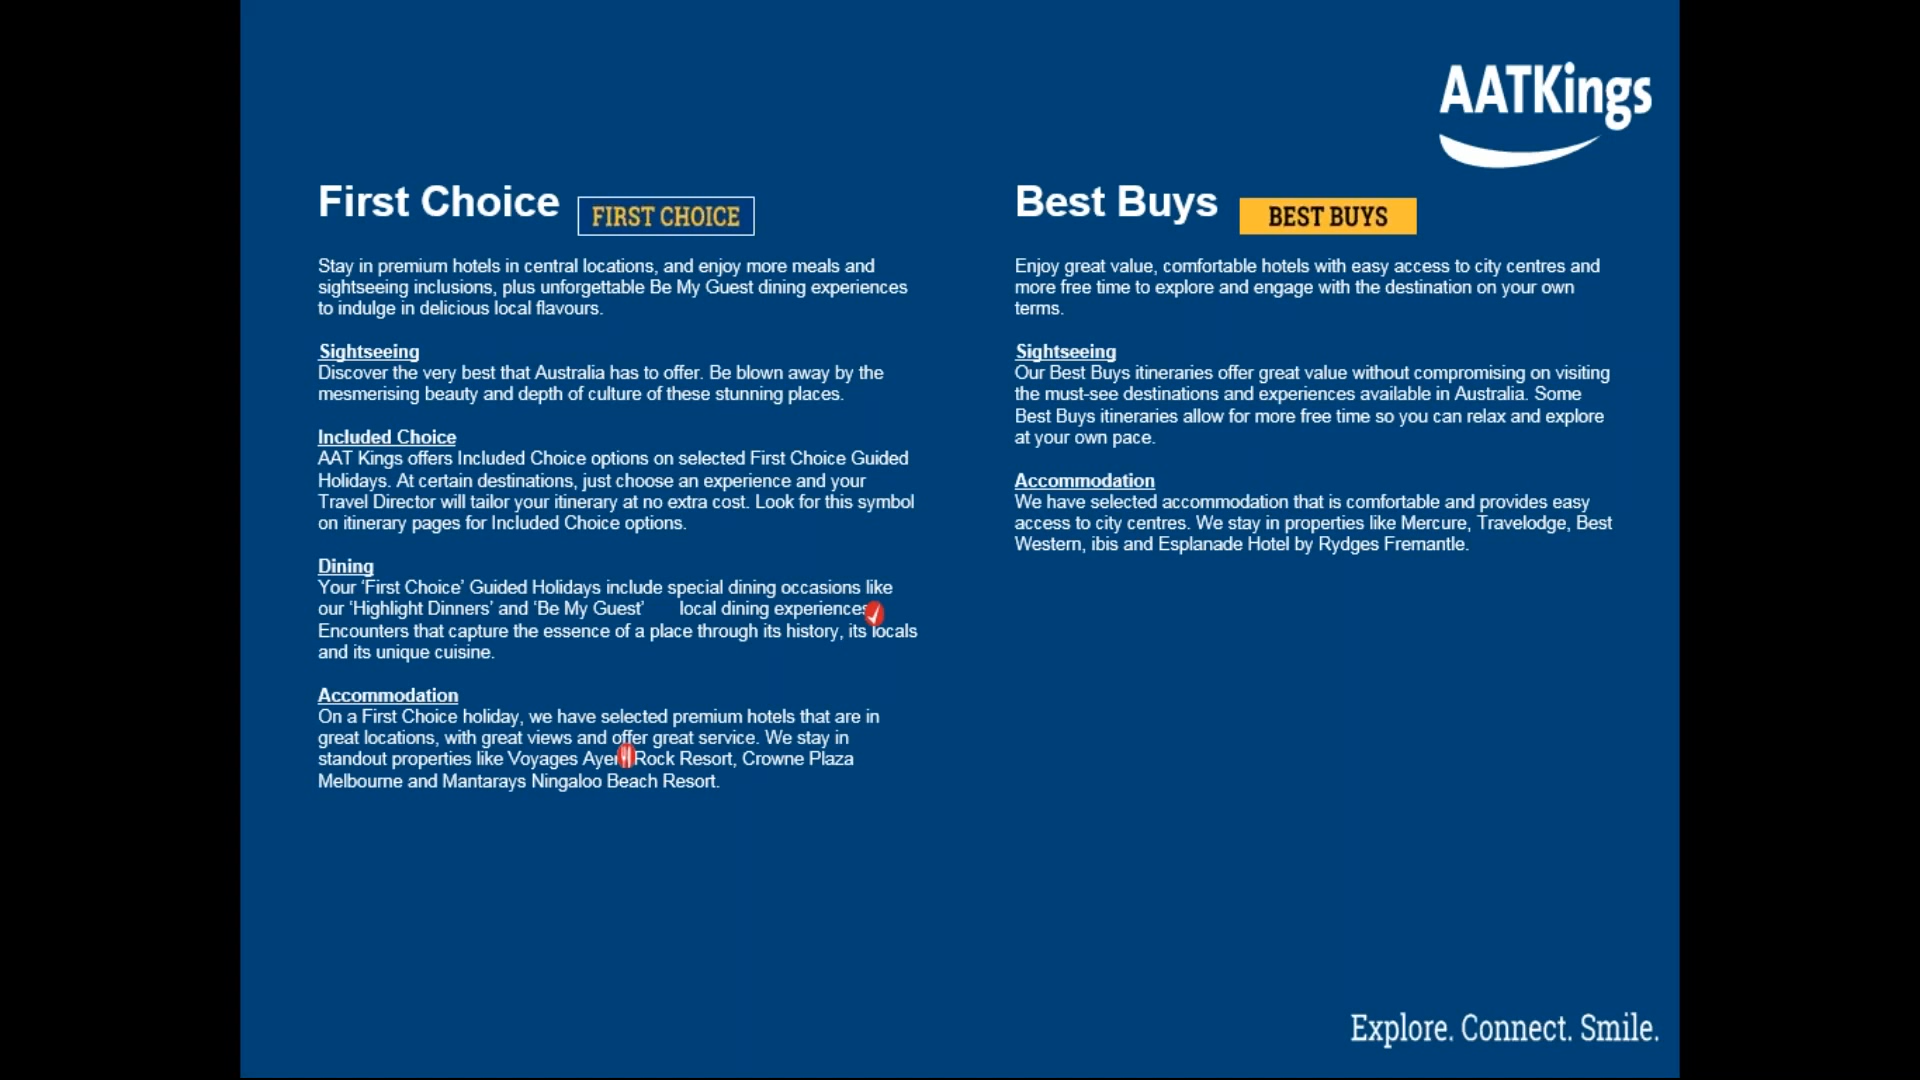 AATKings
First Choice
FIRST CHOICE
Stay in premium hotels in central locations, and enjoy more meals and
sightseeing inclusions, plus unforgettable Be My Guest dining experiences
to indulge in delicious local flavours.
Sightseeing
Discover the very best that Australia has to offer. Be blown away by the
mesmerising beauty and depth of culture of these stunning places.
Included Choice
AAT Kings offers Included Choice options on selected First Choice Guided
Holidays. At certain destinations, just choose an experience and your
Travel Director will tailor your itinerary at no extra cost. Look for this symbol
on itinerary pages for Included Choice options.
Dining
Your ‘First Choice’ Guided Holidays include special dining occasions like
our ‘Highlight Dinners’ and ‘Be My Guest’ local dining experiences
Encounters that capture the essence of a place through its history, its locals
and its unique cuisine.
Accommodation
On a First Choice holiday, we have selected premium hotels that are in
great locations, with great views and offer great service. We stay in
standout properties like Voyages Rock Resort, Crowne Plaza
Melbourne and Mantarays Ningaloo Beach Resort.
Best Buys
BEST BUYS
Enjoy great value, comfortable hotels with easy access to city centres and
more free time to explore and engage with the destination on your own
terms.
Sightseeing
Our Best Buys itineraries offer great value without compromising on visiting
the must-see destinations and experiences available in Australia. Some
Best Buys itineraries allow for more free time so you can relax and explore
at your own pace.
Accommodation
We have selected accommodation that is comfortable and provides easy
access to city centres. We stay in properties like Mercure, Travelodge, Best
Western, ibis and Esplanade Hotel by Rydges Fremantle.
Explore. Connect. Smile.